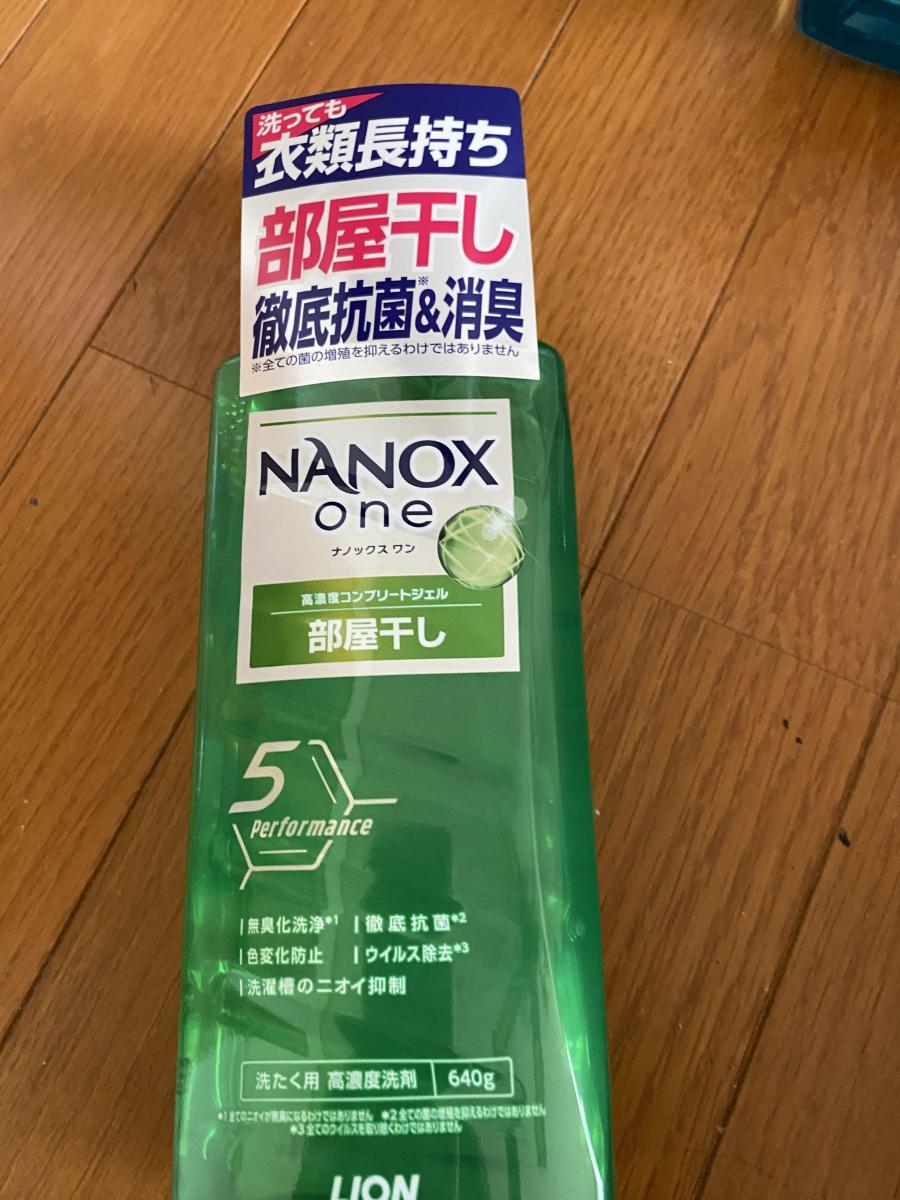 洗っても
衣類長持ち
部屋干し
徹底抗菌※&消臭
※全ての菌の増殖を抑えるわけではありません
NANOX
one
ナノックス ワン
高濃度コンプリートジェル
部屋干し
5
Performance
無臭化洗浄*1 徹底抗菌*2
色変化防止 ウイルス除去*3
洗濯槽のニオイ抑制
洗たく用 高濃度洗剤 640g
*1 全てのニオイが無臭になるわけではありません *2 全ての菌の増殖を抑えるわけではありません
*3 全てのウイルスを取り除くわけではありません
LION